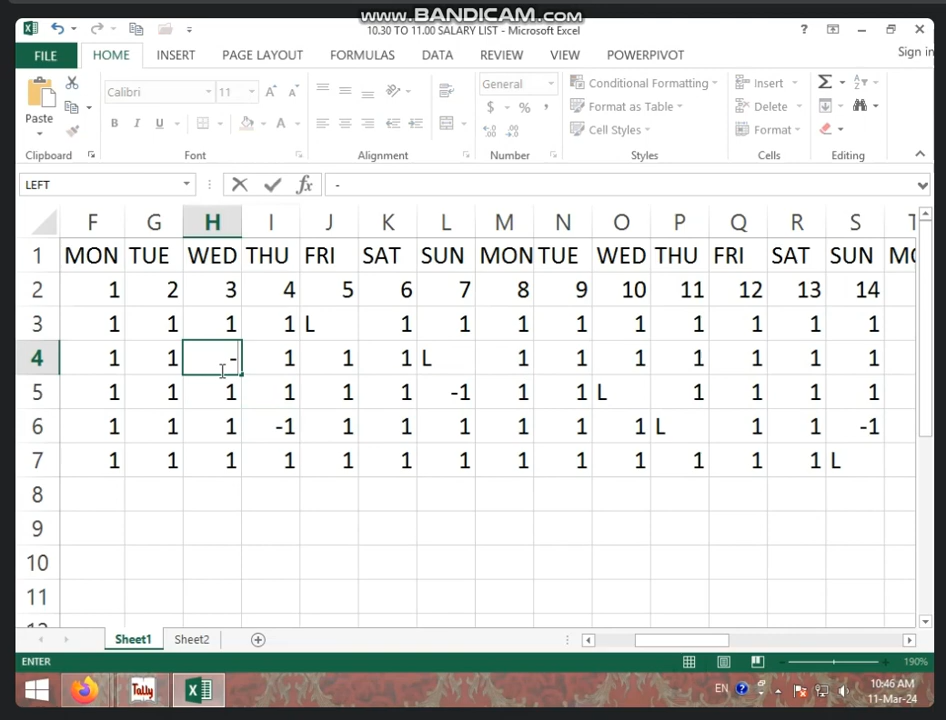 www.BANDICAM.com
10.30 TO 11.00 SALARY LIST - Microsoft Excel
FILE HOME INSERT PAGE LAYOUT FORMULAS DATA REVIEW VIEW POWERPIVOT Sign in
Calibri 11 General Conditional Formatting Insert
Paste Format as Table Delete
B I U Cell Styles Format
Clipboard Font Alignment Number Styles Cells Editing
LEFT fx -
F G H I J K L M N O P Q R S T
1 MON TUE WED THU FRI SAT SUN MON TUE WED THU FRI SAT SUN
2 1 2 3 4 5 6 7 8 9 10 11 12 13 14
3 1 1 1 1 L 1 1 1 1 1 1 1 1 1
4 1 1 - 1 1 1 L 1 1 1 1 1 1 1
5 1 1 1 1 1 1 -1 1 1 L 1 1 1 1
6 1 1 1 -1 1 1 1 1 1 1 L 1 1 -1
7 1 1 1 1 1 1 1 1 1 1 1 1 1 L
8
9
10
11
Sheet1 Sheet2
ENTER 190%
Tally EN 10:46 AM
11-Mar-24